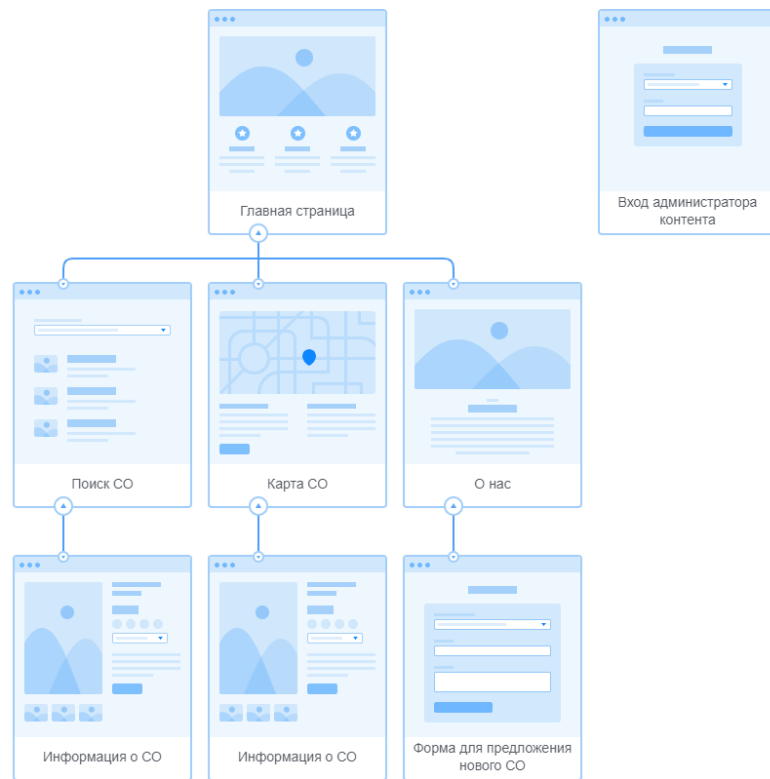 Главная страница
Вход администратора
контента
Поиск СО
Карта СО
О нас
Информация о СО
Информация о СО
Форма для предложения
нового СО